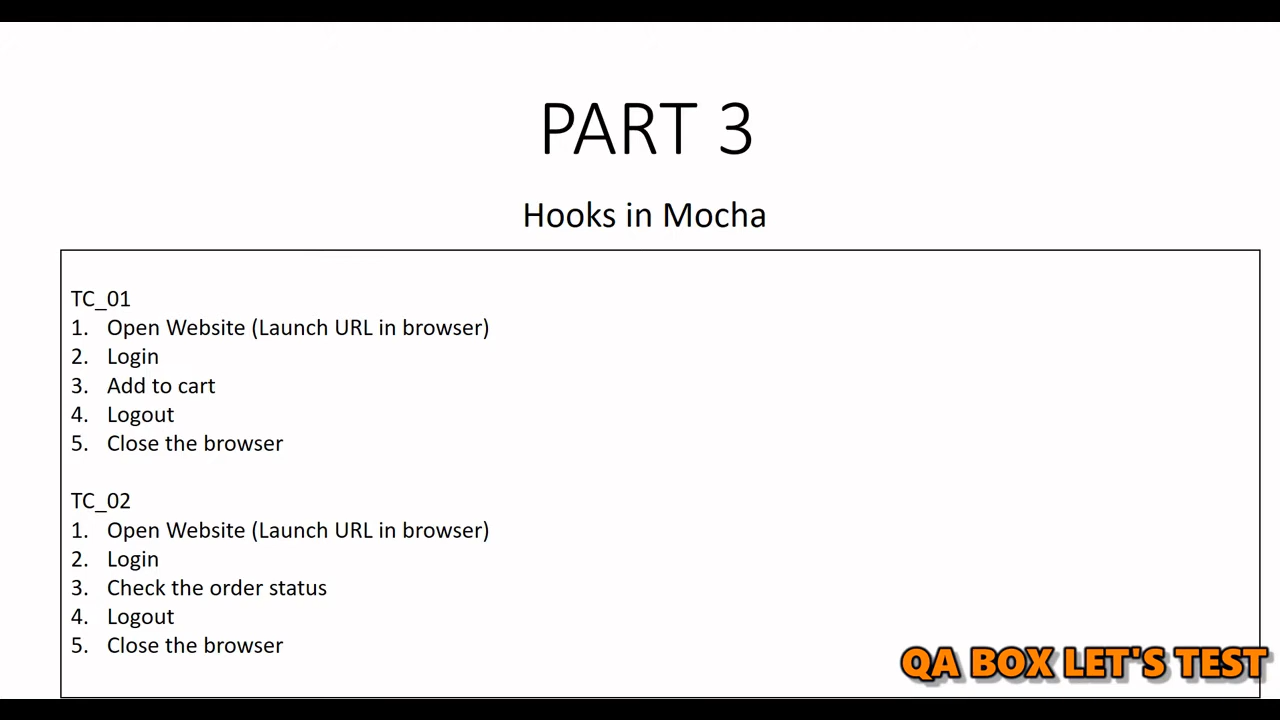 PART 3
Hooks in Mocha
TC_01
1. Open Website (Launch URL in browser)
2. Login
3. Add to cart
4. Logout
5. Close the browser
TC_02
1. Open Website (Launch URL in browser)
2. Login
3. Check the order status
4. Logout
5. Close the browser
QA BOX LET'S TEST